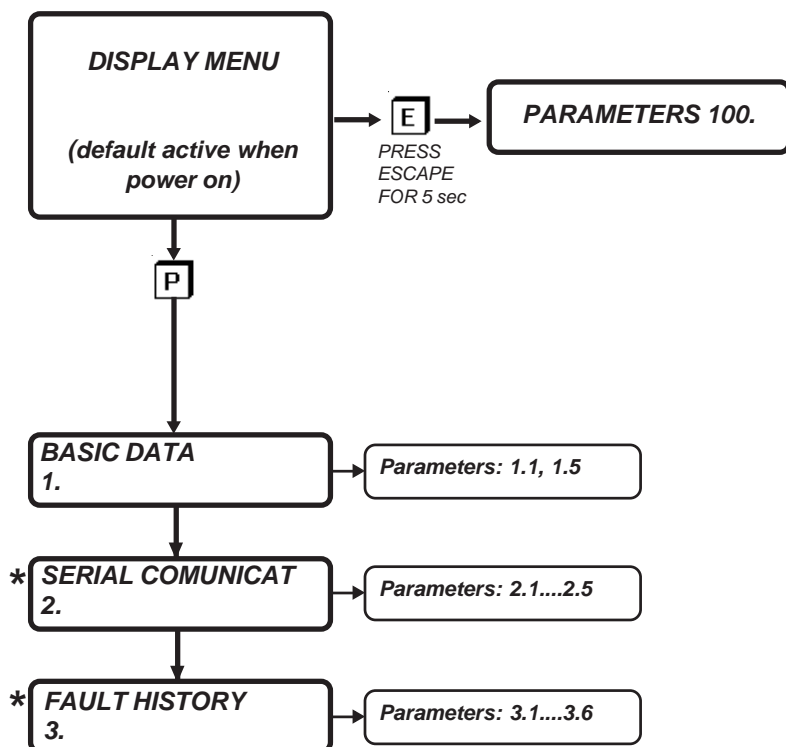 DISPLAY MENU
(default active when
power on)
E
PRESS
ESCAPE
FOR 5 sec
PARAMETERS 100.
P
BASIC DATA
1.
Parameters: 1.1, 1.5
* SERIAL COMUNICAT
2.
Parameters: 2.1....2.5
* FAULT HISTORY
3.
Parameters: 3.1....3.6